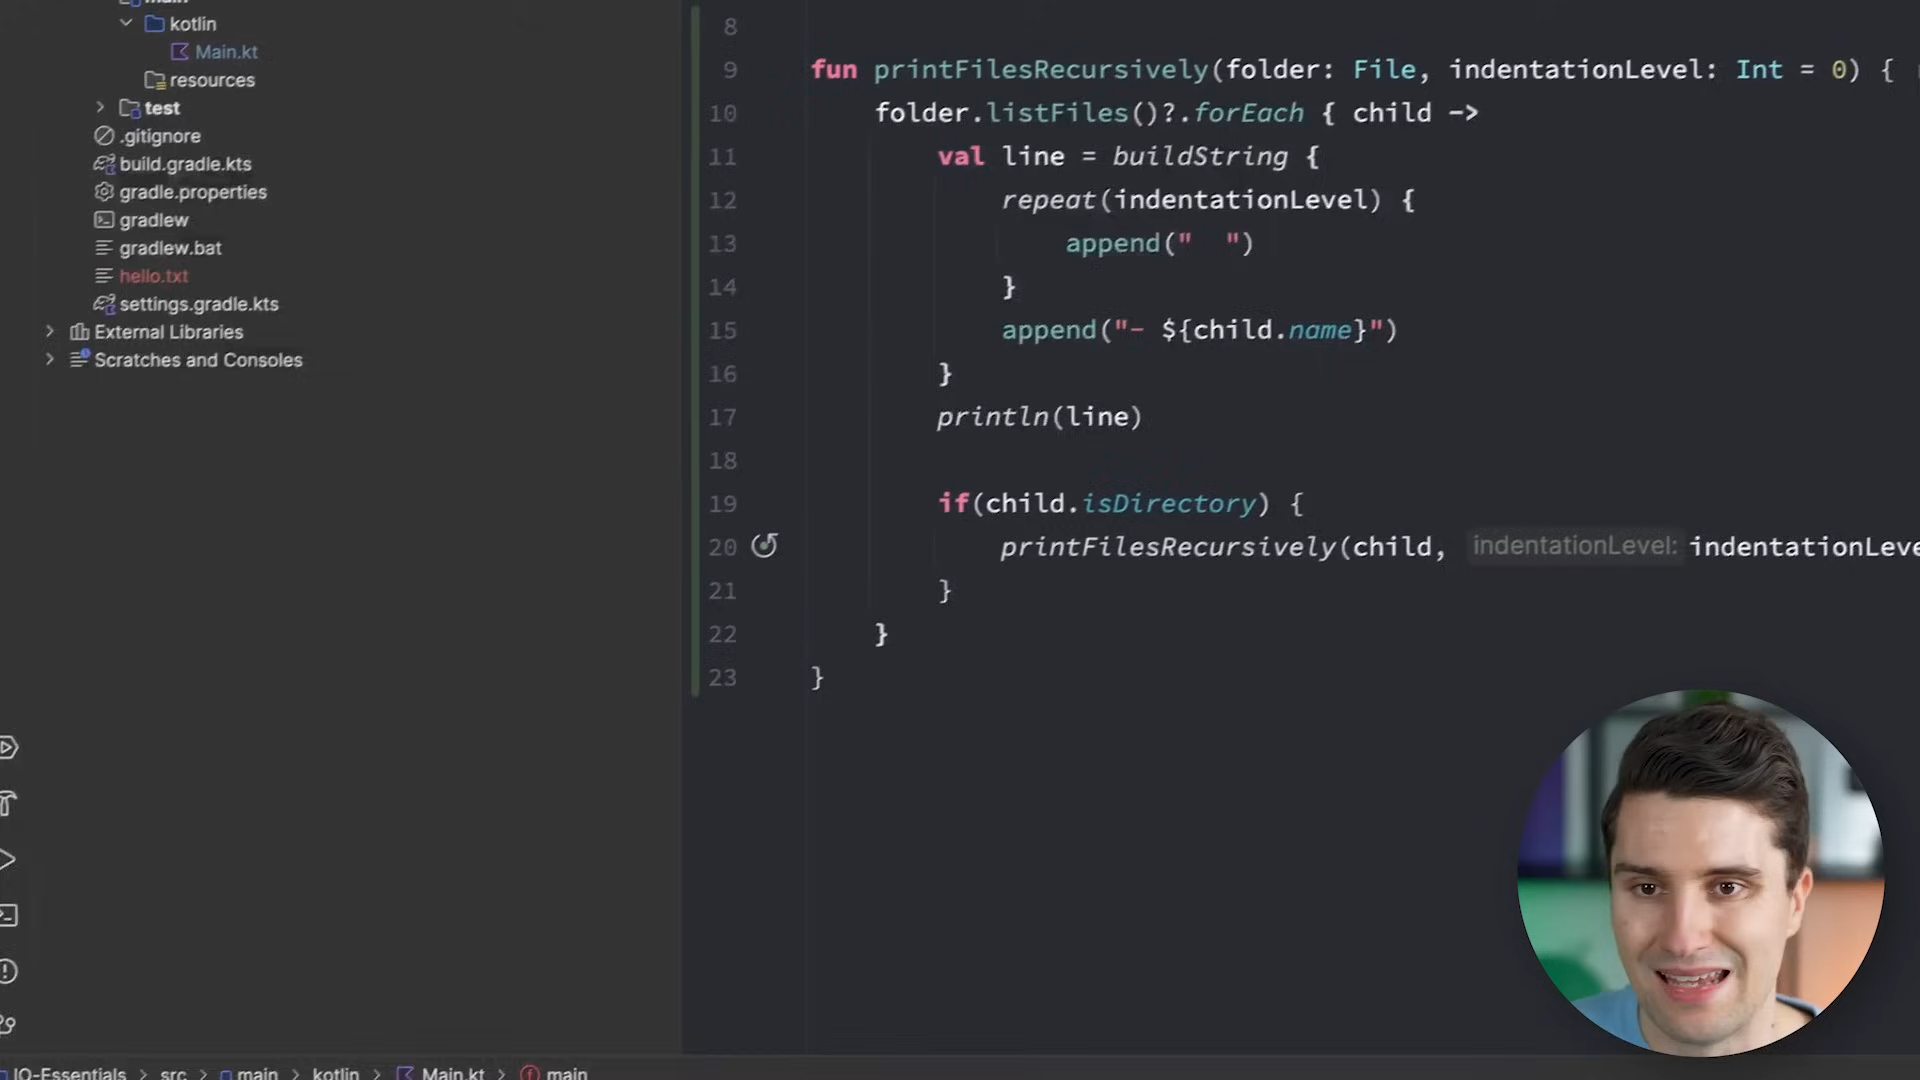 main
kotlin
Main.kt
resources
test
.gitignore
build.gradle.kts
gradle.properties
gradlew
gradlew.bat
hello.txt
settings.gradle.kts
External Libraries
Scratches and Consoles
8
9 fun printFilesRecursively(folder: File, indentationLevel: Int = 0) {
10 folder.listFiles()?.forEach { child ->
11 val line = buildString {
12 repeat(indentationLevel) {
13 append("  ")
14 }
15 append("- ${child.name}")
16 }
17 println(line)
18
19 if(child.isDirectory) {
20 printFilesRecursively(child, indentationLevel: indentationLeve
21 }
22 }
23 }
IO-Essentials > src > main > kotlin > Main.kt > main